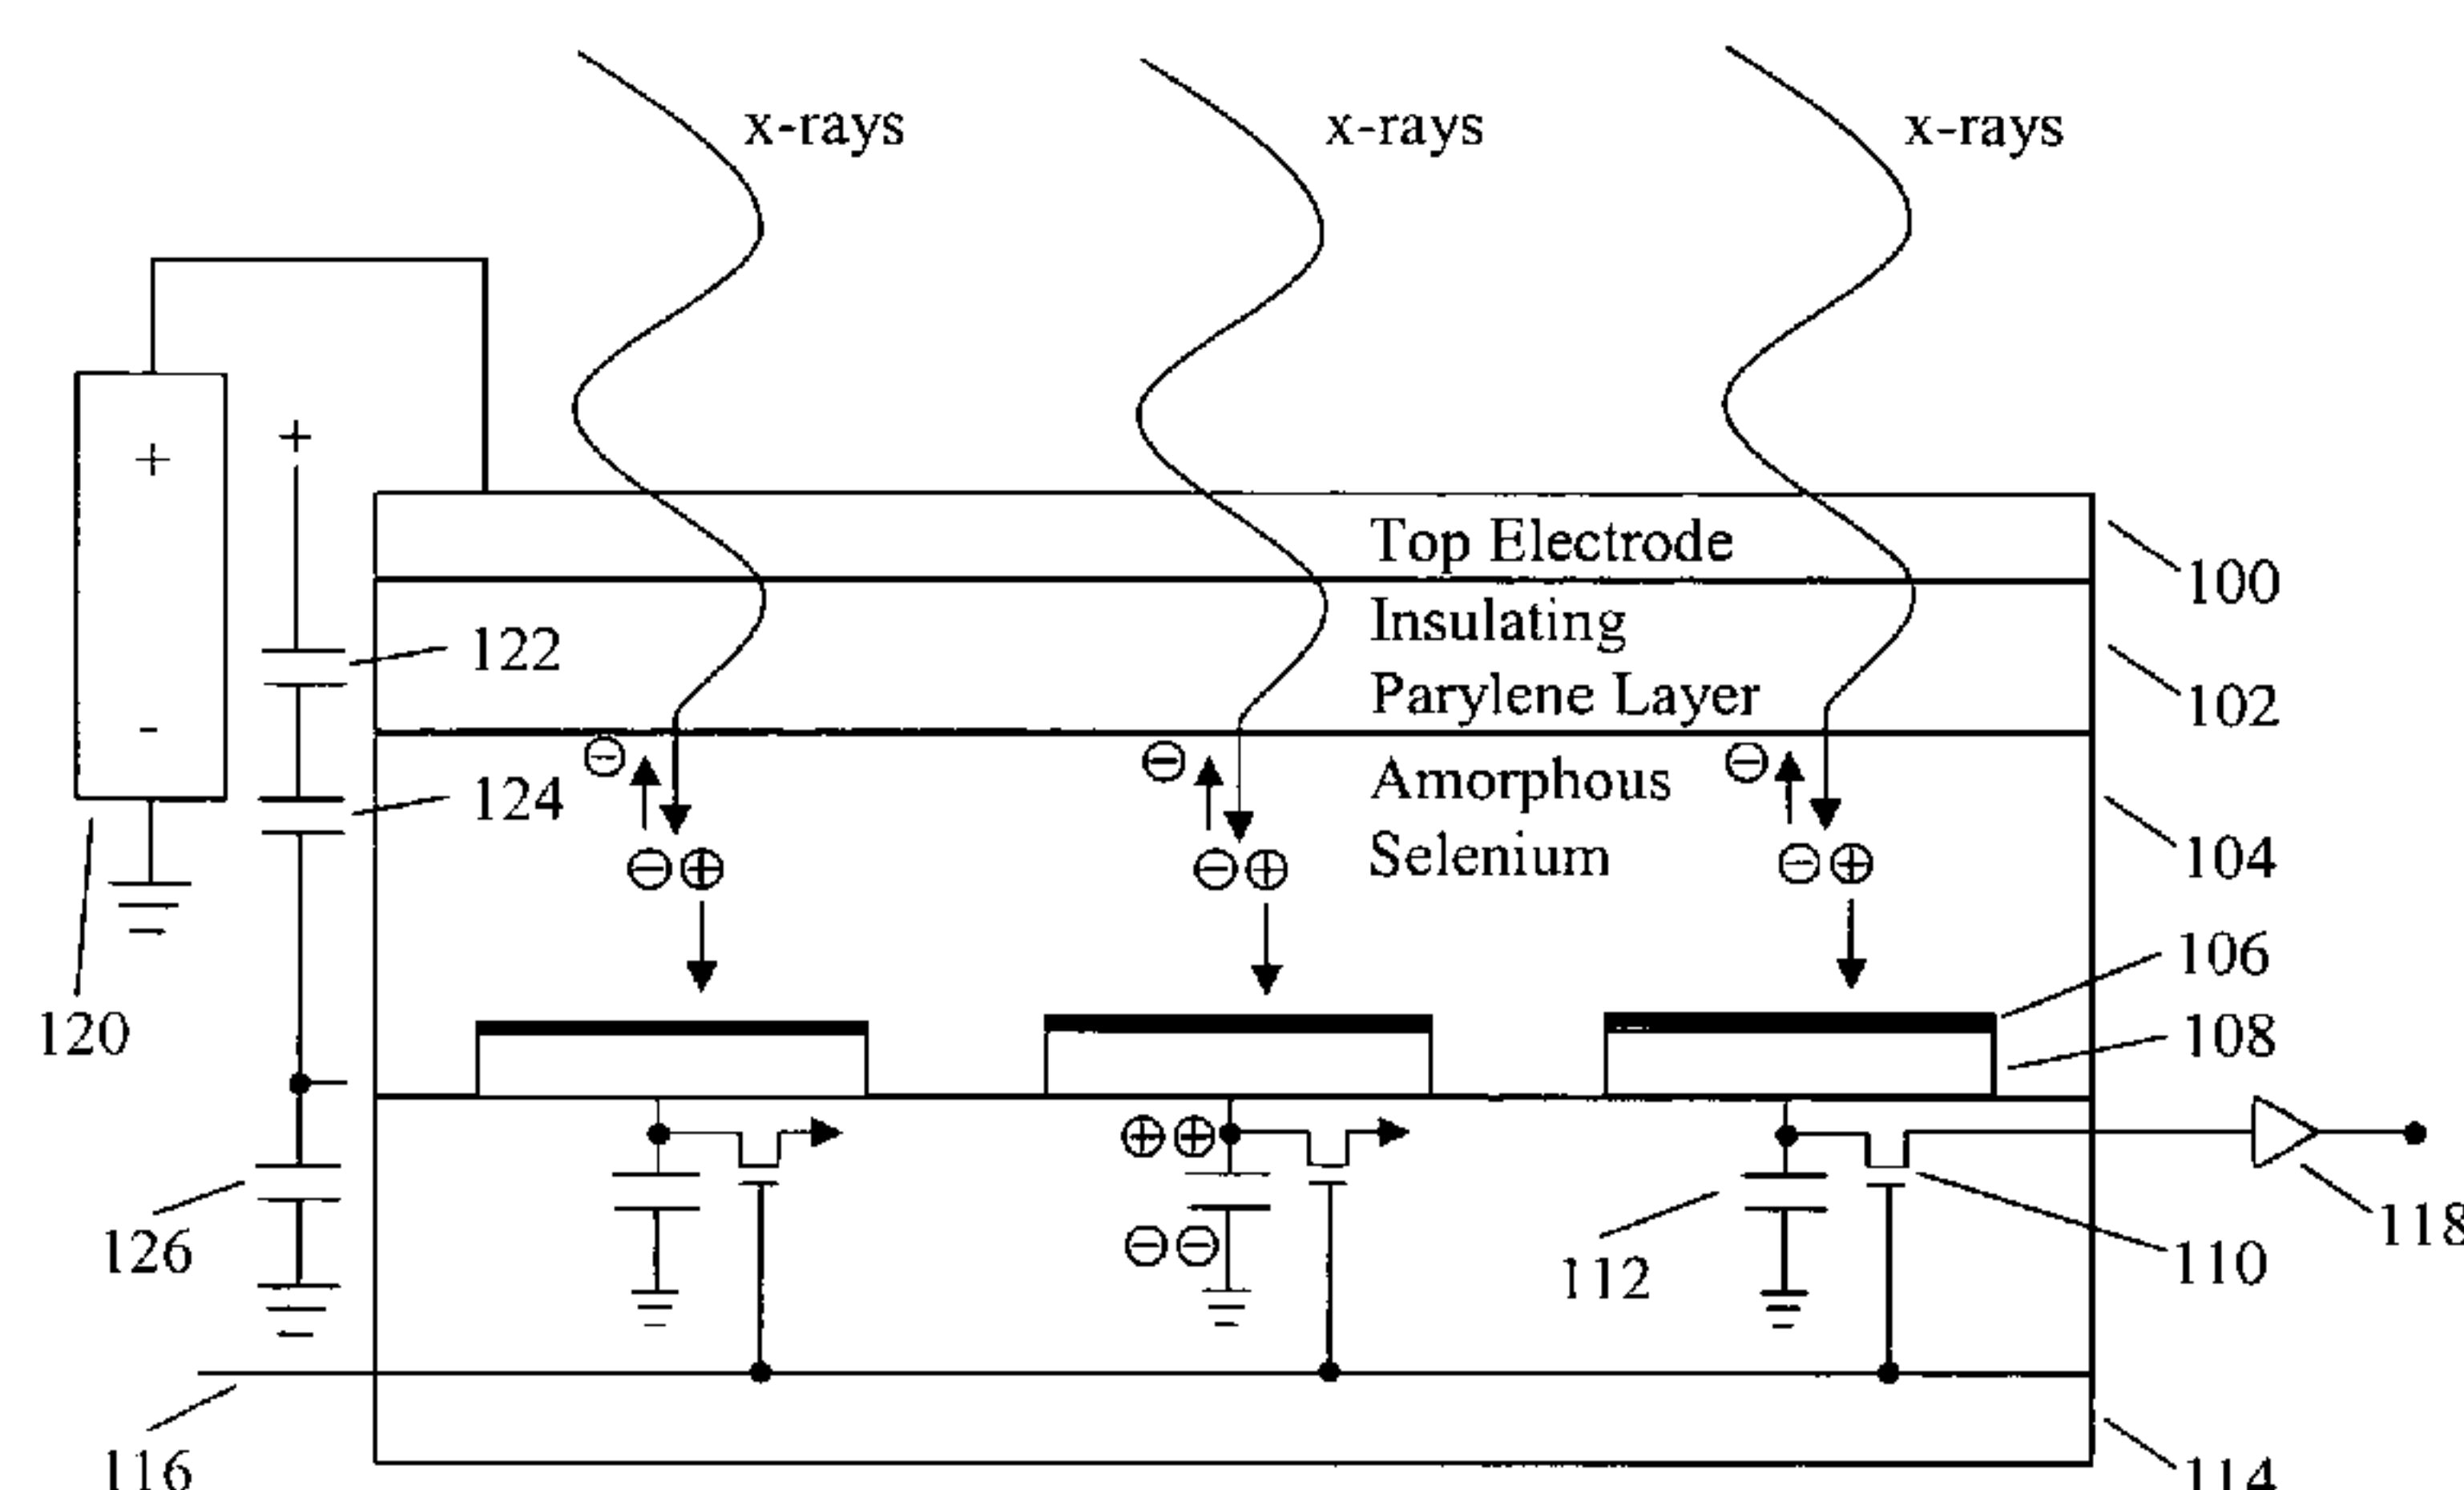 x-rays x-rays x-rays
+
+
Top Electrode
100
Insulating
122
Parylene Layer
102
-
Amorphous
124
Selenium
104
106
120
108
126
112
110
118
116
114